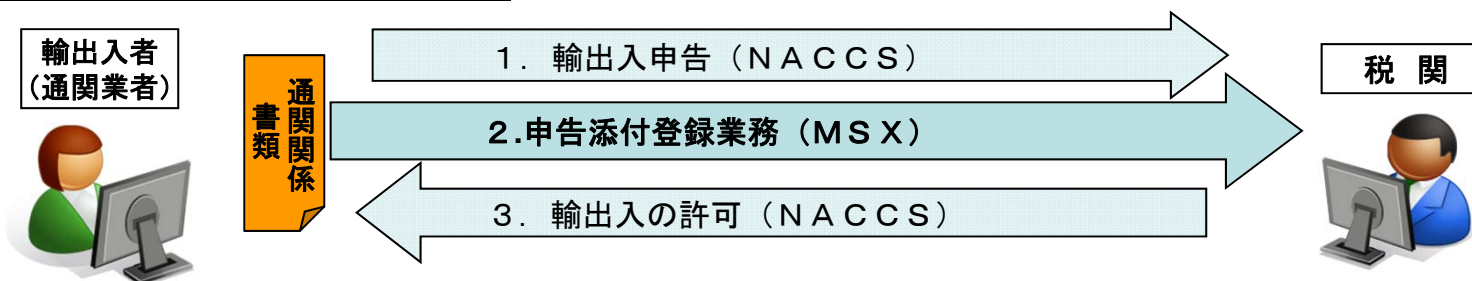 輸出入者
(通関業者)
通関関係
書類
１．輸出入申告（ＮＡＣＣＳ）
２.申告添付登録業務（ＭＳＸ）
３．輸出入の許可（ＮＡＣＣＳ）
税 関